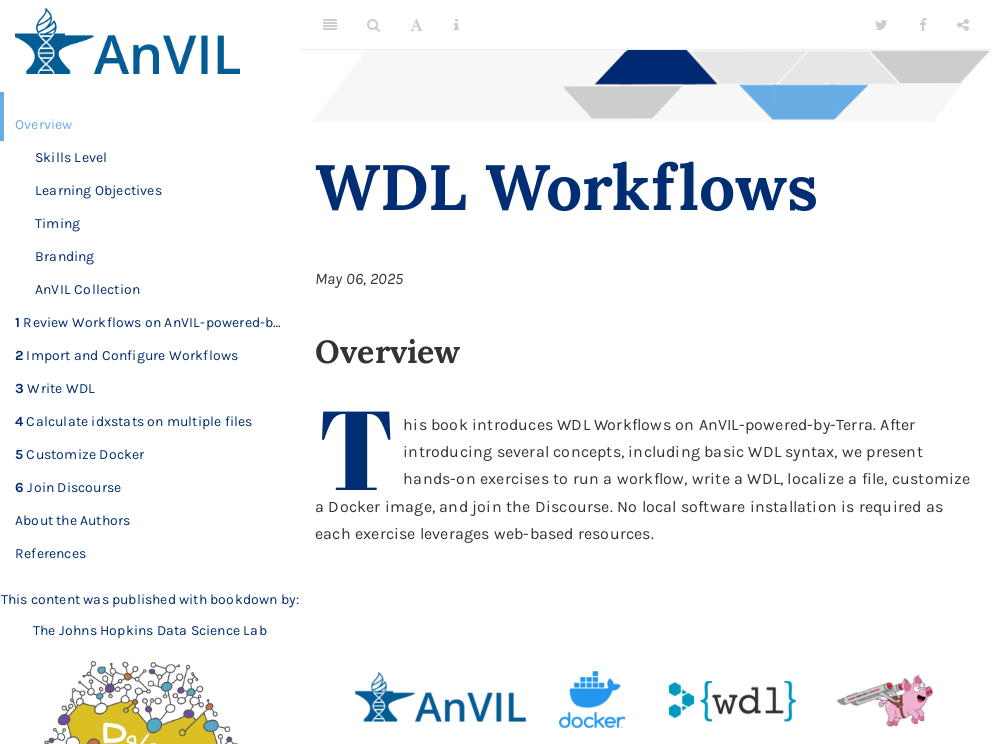 AnVIL
Overview
Skills Level
Learning Objectives
Timing
Branding
AnVIL Collection
1 Review Workflows on AnVIL-powered-b...
2 Import and Configure Workflows
3 Write WDL
4 Calculate idxstats on multiple files
5 Customize Docker
6 Join Discourse
About the Authors
References
This content was published with bookdown by:
The Johns Hopkins Data Science Lab
WDL Workflows
May 06, 2025
Overview
This book introduces WDL Workflows on AnVIL-powered-by-Terra. After
introducing several concepts, including basic WDL syntax, we present
hands-on exercises to run a workflow, write a WDL, localize a file, customize
a Docker image, and join the Discourse. No local software installation is required as
each exercise leverages web-based resources.
AnVIL
docker
{wdl}